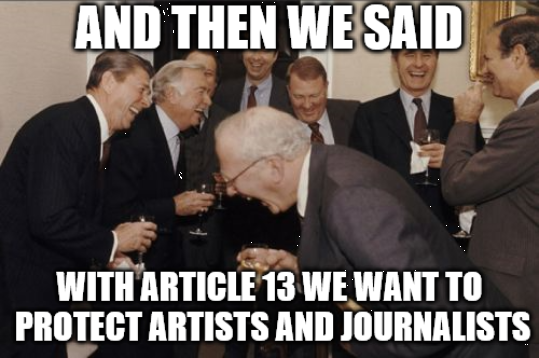 AND THEN WE SAID
WITH ARTICLE 13 WE WANT TO
PROTECT ARTISTS AND JOURNALISTS